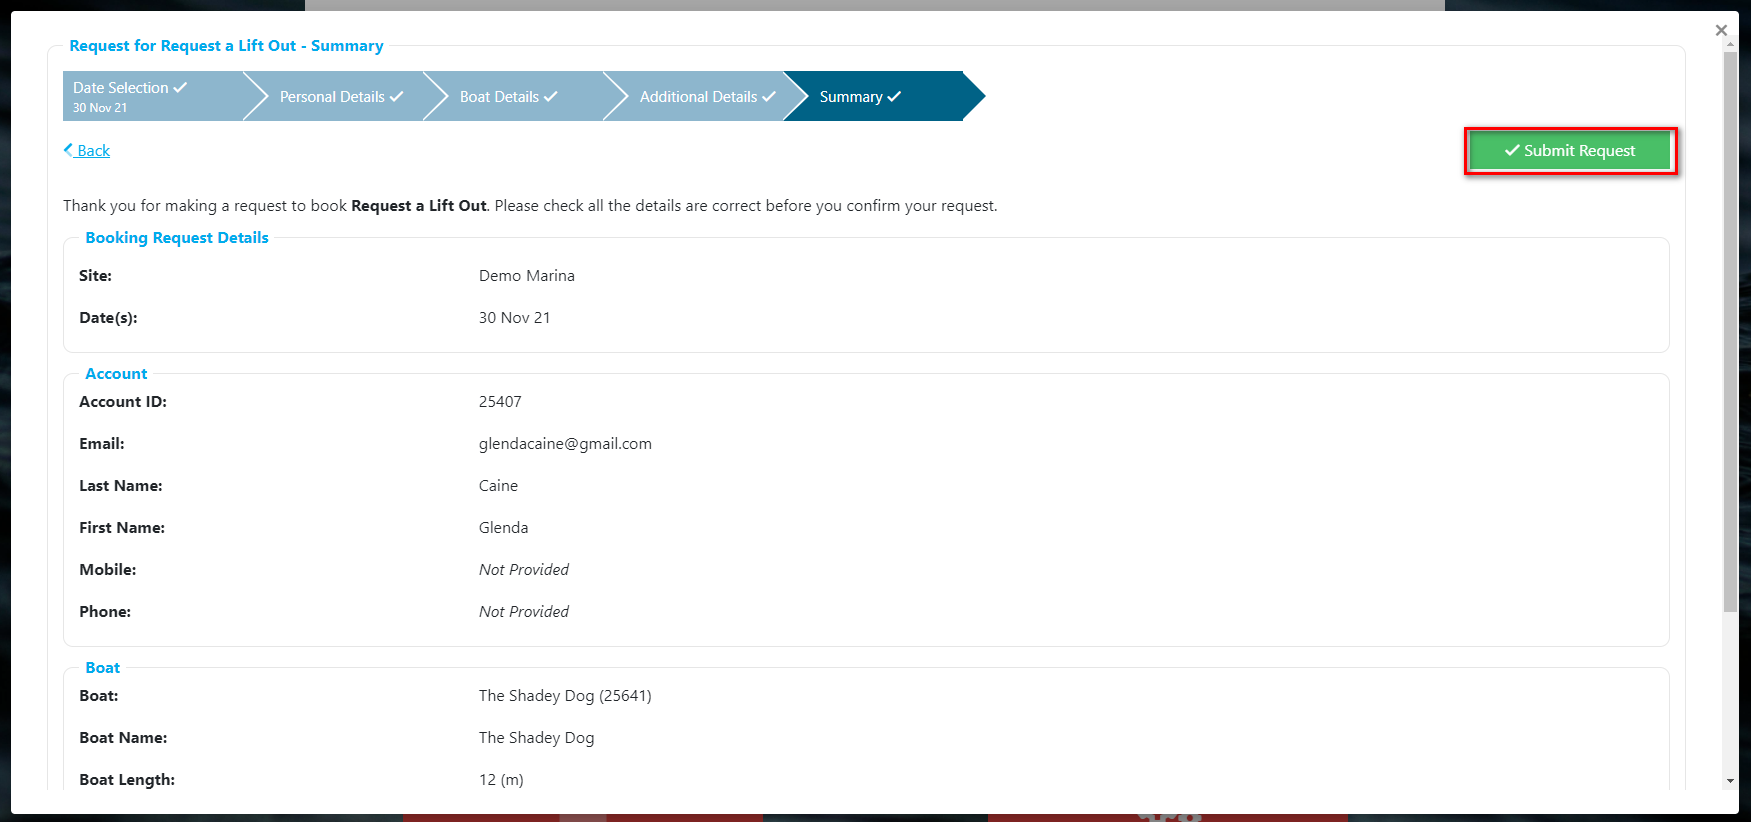 Request for Request a Lift Out - Summary
Date Selection
30 Nov 21
Personal Details
Boat Details
Additional Details
Summary
Back
Submit Request
Thank you for making a request to book Request a Lift Out. Please check all the details are correct before you confirm your request.
Booking Request Details
Site: Demo Marina
Date(s): 30 Nov 21
Account
Account ID: 25407
Email: glendacaine@gmail.com
Last Name: Caine
First Name: Glenda
Mobile: Not Provided
Phone: Not Provided
Boat
Boat: The Shadey Dog (25641)
Boat Name: The Shadey Dog
Boat Length: 12 (m)